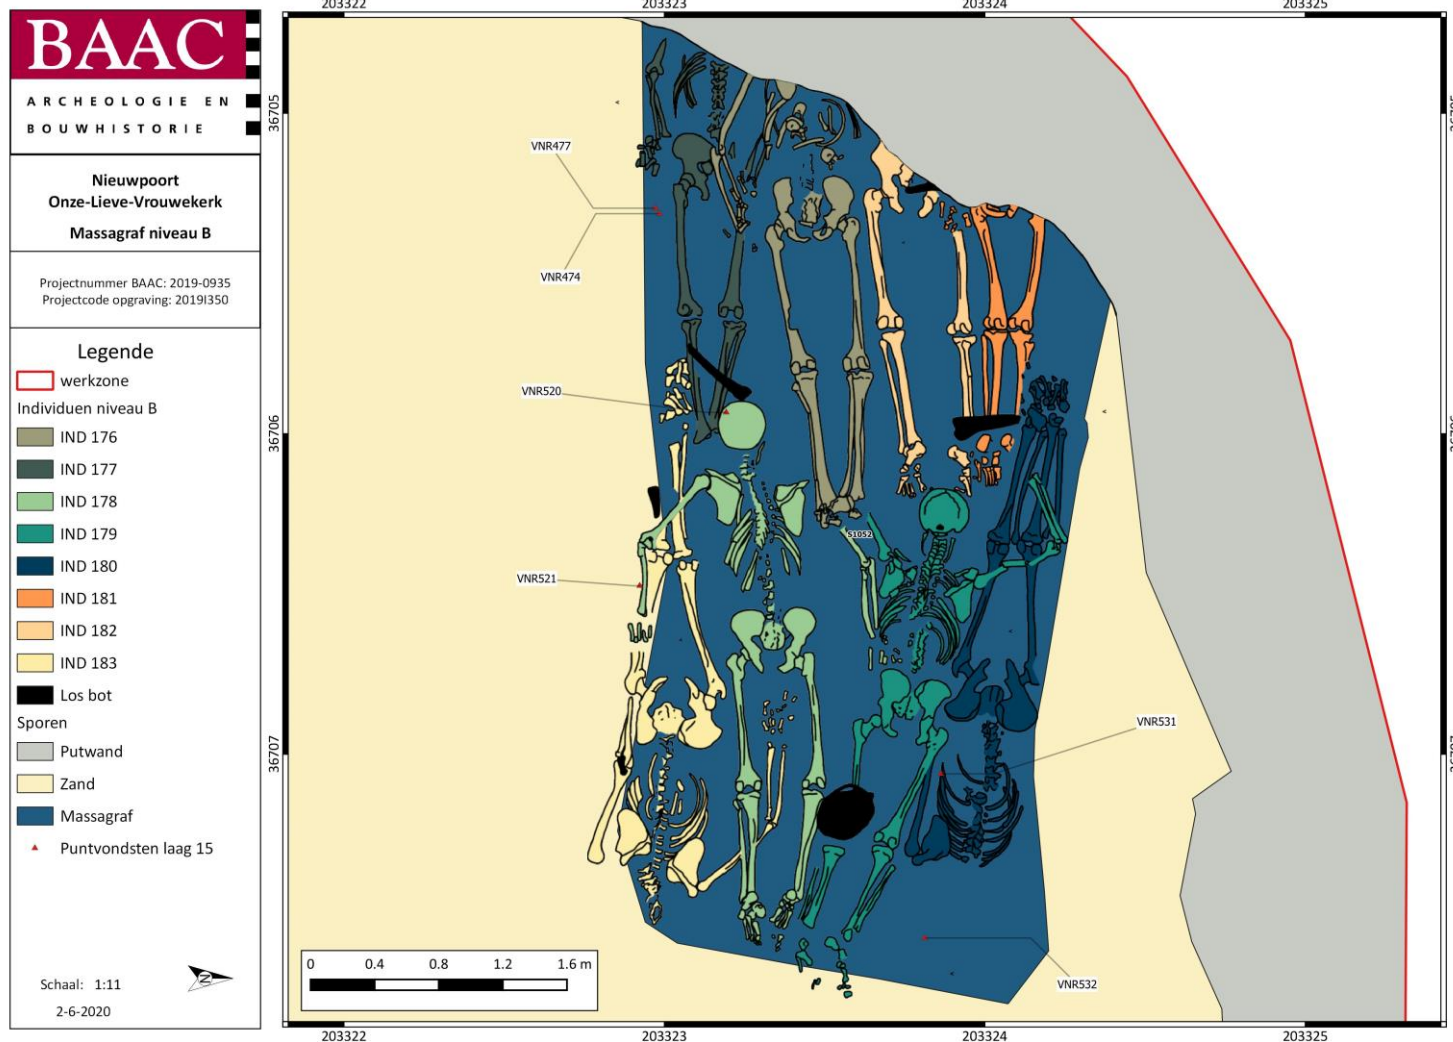 BAAC
ARCHEOLOGIE EN
BOUWHISTORIE
Nieuwpoort
Onze-Lieve-Vrouwekerk
Massagraf niveau B
Projectnummer BAAC: 2019-0935
Projectcode opgraving: 2019I350
Legende
werkzone
Individuen niveau B
IND 176
IND 177
IND 178
IND 179
IND 180
IND 181
IND 182
IND 183
Los bot
Sporen
Putwand
Zand
Massagraf
Puntvondsten laag 15
Schaal: 1:11
N
2-6-2020
203322 203323 203324 203325
36705
36706
36707
VNR477
VNR474
VNR520
S1052
VNR521
VNR531
VNR532
0 0.4 0.8 1.2 1.6 m
203322 203323 203324 203325